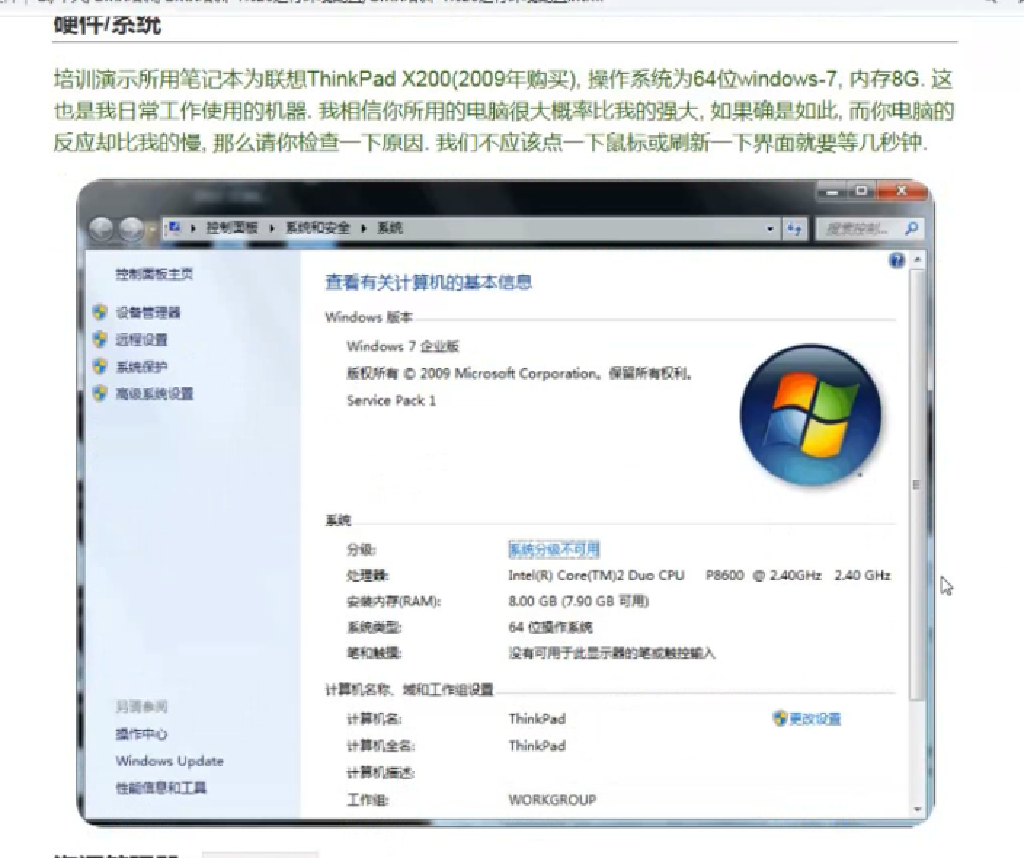 硬件/系统
培训演示所用笔记本为联想ThinkPad X200(2009年购买), 操作系统为64位windows-7, 内存8G. 这
也是我日常工作使用的机器. 我相信你所用的电脑很大概率比我的强大, 如果确是如此, 而你电脑的
反应却比我的慢, 那么请你检查一下原因. 我们不应该点一下鼠标或刷新一下界面就要等几秒钟.
控制面板 系统和安全 系统
搜索控制...
控制面板主页
设备管理器
远程设置
系统保护
高级系统设置
查看有关计算机的基本信息
Windows 版本
Windows 7 企业版
版权所有 © 2009 Microsoft Corporation。保留所有权利。
Service Pack 1
系统
分级: 系统分级不可用
处理器: Intel(R) Core(TM)2 Duo CPU P8600 @ 2.40GHz 2.40 GHz
安装内存(RAM): 8.00 GB (7.90 GB 可用)
系统类型: 64 位操作系统
笔和触摸: 没有可用于此显示器的笔或触控输入
计算机名称、域和工作组设置
计算机名: ThinkPad 更改设置
计算机全名: ThinkPad
计算机描述:
工作组: WORKGROUP
另请参阅
操作中心
Windows Update
性能信息和工具